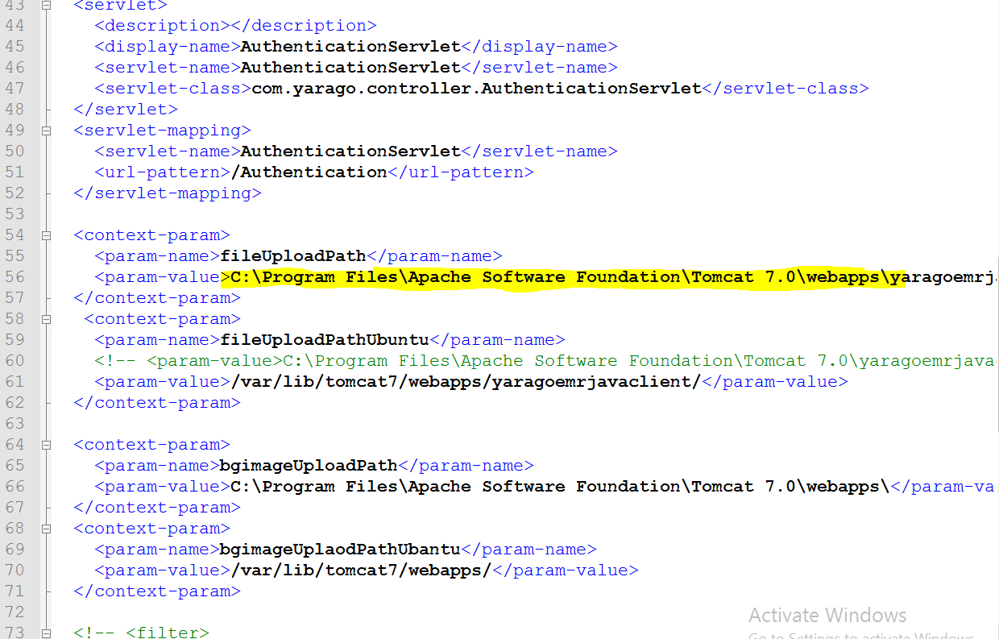 43 <servlet>
44 <description></description>
45 <display-name>AuthenticationServlet</display-name>
46 <servlet-name>AuthenticationServlet</servlet-name>
47 <servlet-class>com.yarago.controller.AuthenticationServlet</servlet-class>
48 </servlet>
49 <servlet-mapping>
50 <servlet-name>AuthenticationServlet</servlet-name>
51 <url-pattern>/Authentication</url-pattern>
52 </servlet-mapping>
53
54 <context-param>
55 <param-name>fileUploadPath</param-name>
56 <param-value>C:\Program Files\Apache Software Foundation\Tomcat 7.0\webapps\yaragoemrj
57 </context-param>
58 <context-param>
59 <param-name>fileUploadPathUbuntu</param-name>
60 <!-- <param-value>C:\Program Files\Apache Software Foundation\Tomcat 7.0\yaragoemrjava
61 <param-value>/var/lib/tomcat7/webapps/yaragoemrjavaclient/</param-value>
62 </context-param>
63
64 <context-param>
65 <param-name>bgimageUploadPath</param-name>
66 <param-value>C:\Program Files\Apache Software Foundation\Tomcat 7.0\webapps\</param-va
67 </context-param>
68 <context-param>
69 <param-name>bgimageUplaodPathUbantu</param-name>
70 <param-value>/var/lib/tomcat7/webapps/</param-value>
71 </context-param>
72
73 <!-- <filter>
Activate Windows
Go to Settings to activate Windows.